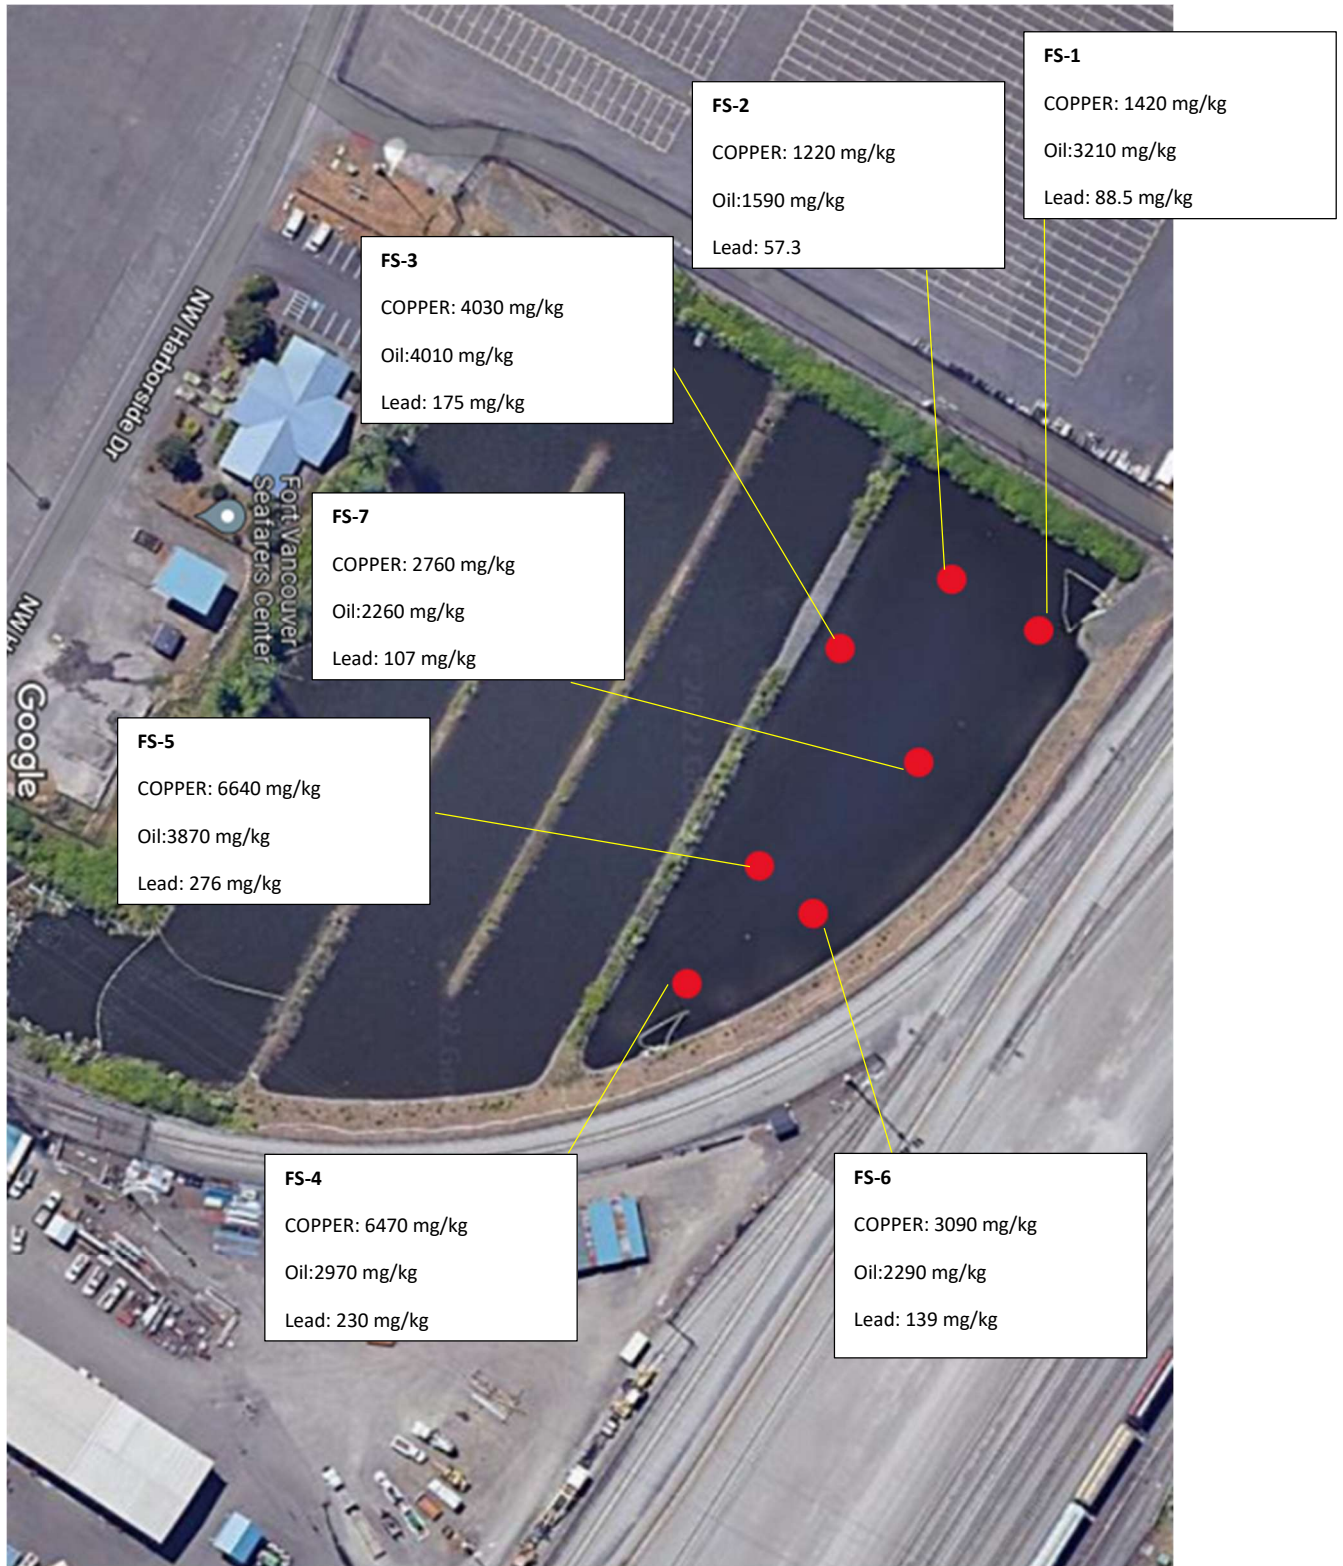 FS-1
COPPER: 1420 mg/kg
Oil:3210 mg/kg
Lead: 88.5 mg/kg
FS-2
COPPER: 1220 mg/kg
Oil:1590 mg/kg
Lead: 57.3
FS-3
COPPER: 4030 mg/kg
Oil:4010 mg/kg
Lead: 175 mg/kg
NW Harborside Dr
Fort Vancouver
Seafarers Center
FS-7
COPPER: 2760 mg/kg
Oil:2260 mg/kg
Lead: 107 mg/kg
NW
Google
FS-5
COPPER: 6640 mg/kg
Oil:3870 mg/kg
Lead: 276 mg/kg
FS-4
COPPER: 6470 mg/kg
Oil:2970 mg/kg
Lead: 230 mg/kg
FS-6
COPPER: 3090 mg/kg
Oil:2290 mg/kg
Lead: 139 mg/kg